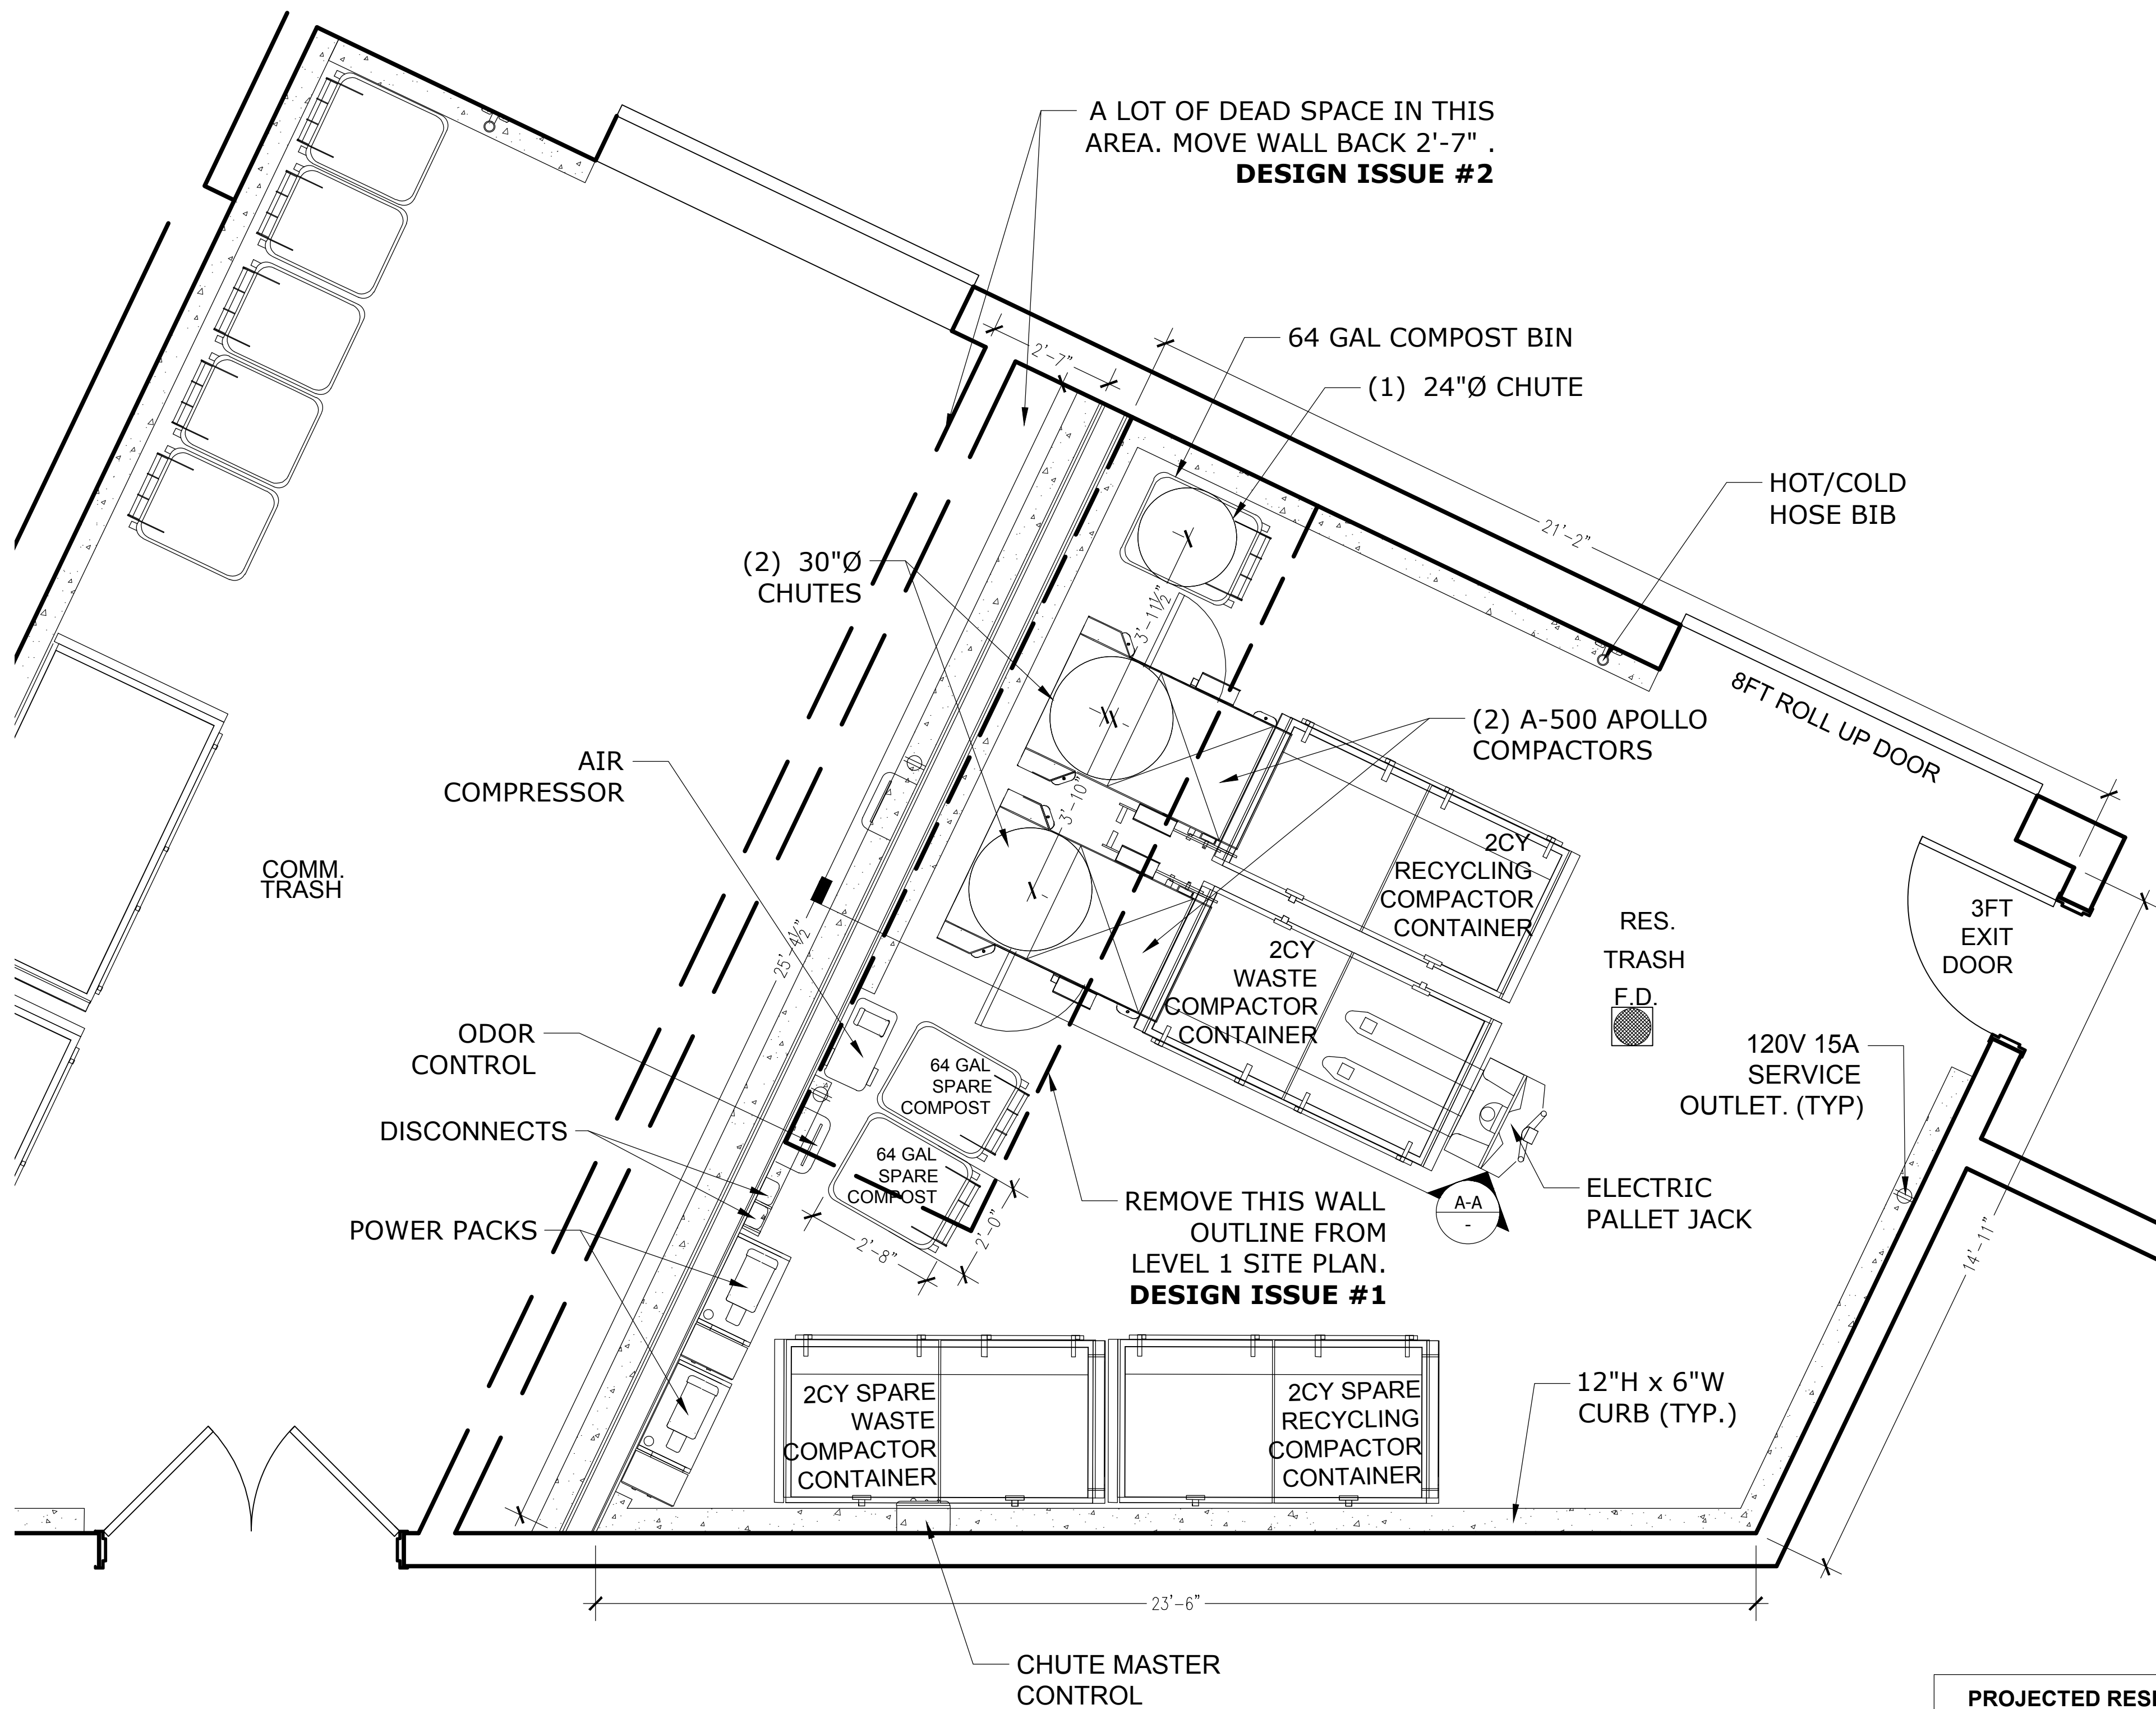 A LOT OF DEAD SPACE IN THIS
AREA. MOVE WALL BACK 2'-7" .
DESIGN ISSUE #2
2'-7"
64 GAL COMPOST BIN
(1) 24"Ø CHUTE
HOT/COLD
HOSE BIB
21'-2"
(2) 30"Ø
CHUTES
3'-11½"
8FT ROLL UP DOOR
(2) A-500 APOLLO
COMPACTORS
AIR
COMPRESSOR
3'-10"
COMM.
TRASH
2CY
RECYCLING
COMPACTOR
CONTAINER
RES.
TRASH
F.D.
3FT
EXIT
DOOR
25'-4½"
2CY
WASTE
COMPACTOR
CONTAINER
ODOR
CONTROL
64 GAL
SPARE
COMPOST
120V 15A
SERVICE
OUTLET. (TYP)
DISCONNECTS
64 GAL
SPARE
COMPOST
POWER PACKS
2'-8"
2'-0"
REMOVE THIS WALL
OUTLINE FROM
LEVEL 1 SITE PLAN.
DESIGN ISSUE #1
A-A
-
ELECTRIC
PALLET JACK
14'-11"
2CY SPARE
WASTE
COMPACTOR
CONTAINER
2CY SPARE
RECYCLING
COMPACTOR
CONTAINER
12"H x 6"W
CURB (TYP.)
23'-6"
CHUTE MASTER
CONTROL
PROJECTED RESI